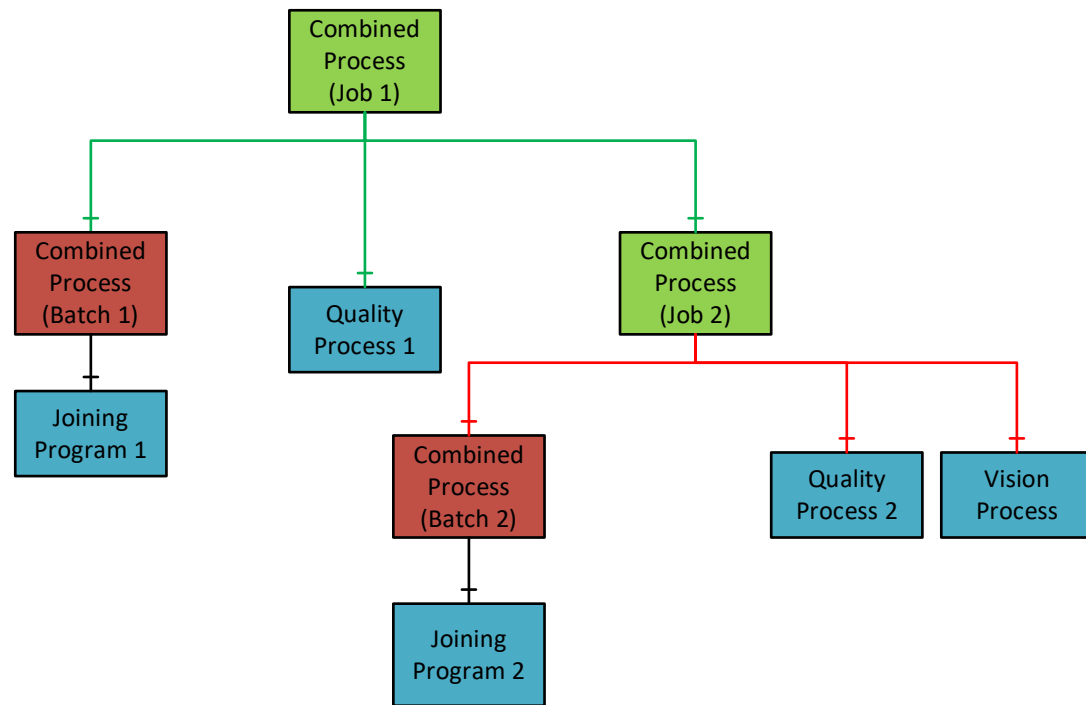 Combined
Process
(Job 1)
Combined
Process
(Batch 1)
Quality
Process 1
Combined
Process
(Job 2)
Joining
Program 1
Combined
Process
(Batch 2)
Quality
Process 2
Vision
Process
Joining
Program 2